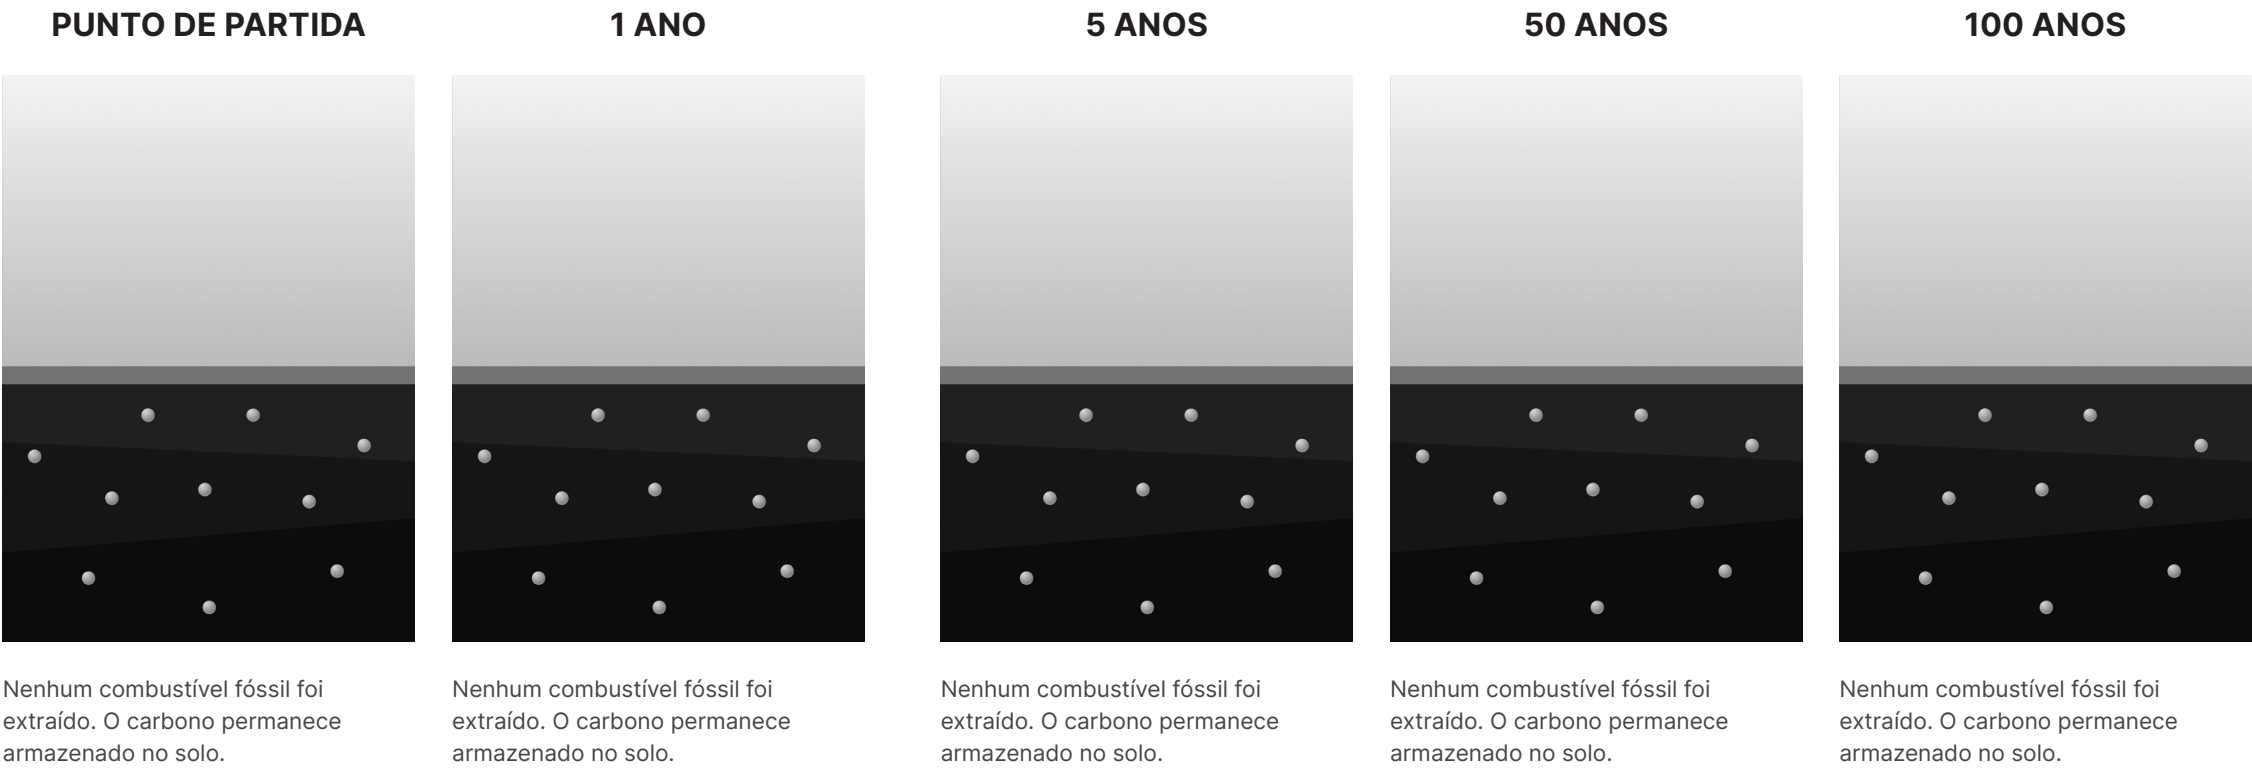 PUNTO DE PARTIDA
1 ANO
5 ANOS
50 ANOS
100 ANOS
Nenhum combustível fóssil foi
extraído. O carbono permanece
armazenado no solo.
Nenhum combustível fóssil foi
extraído. O carbono permanece
armazenado no solo.
Nenhum combustível fóssil foi
extraído. O carbono permanece
armazenado no solo.
Nenhum combustível fóssil foi
extraído. O carbono permanece
armazenado no solo.
Nenhum combustível fóssil foi
extraído. O carbono permanece
armazenado no solo.